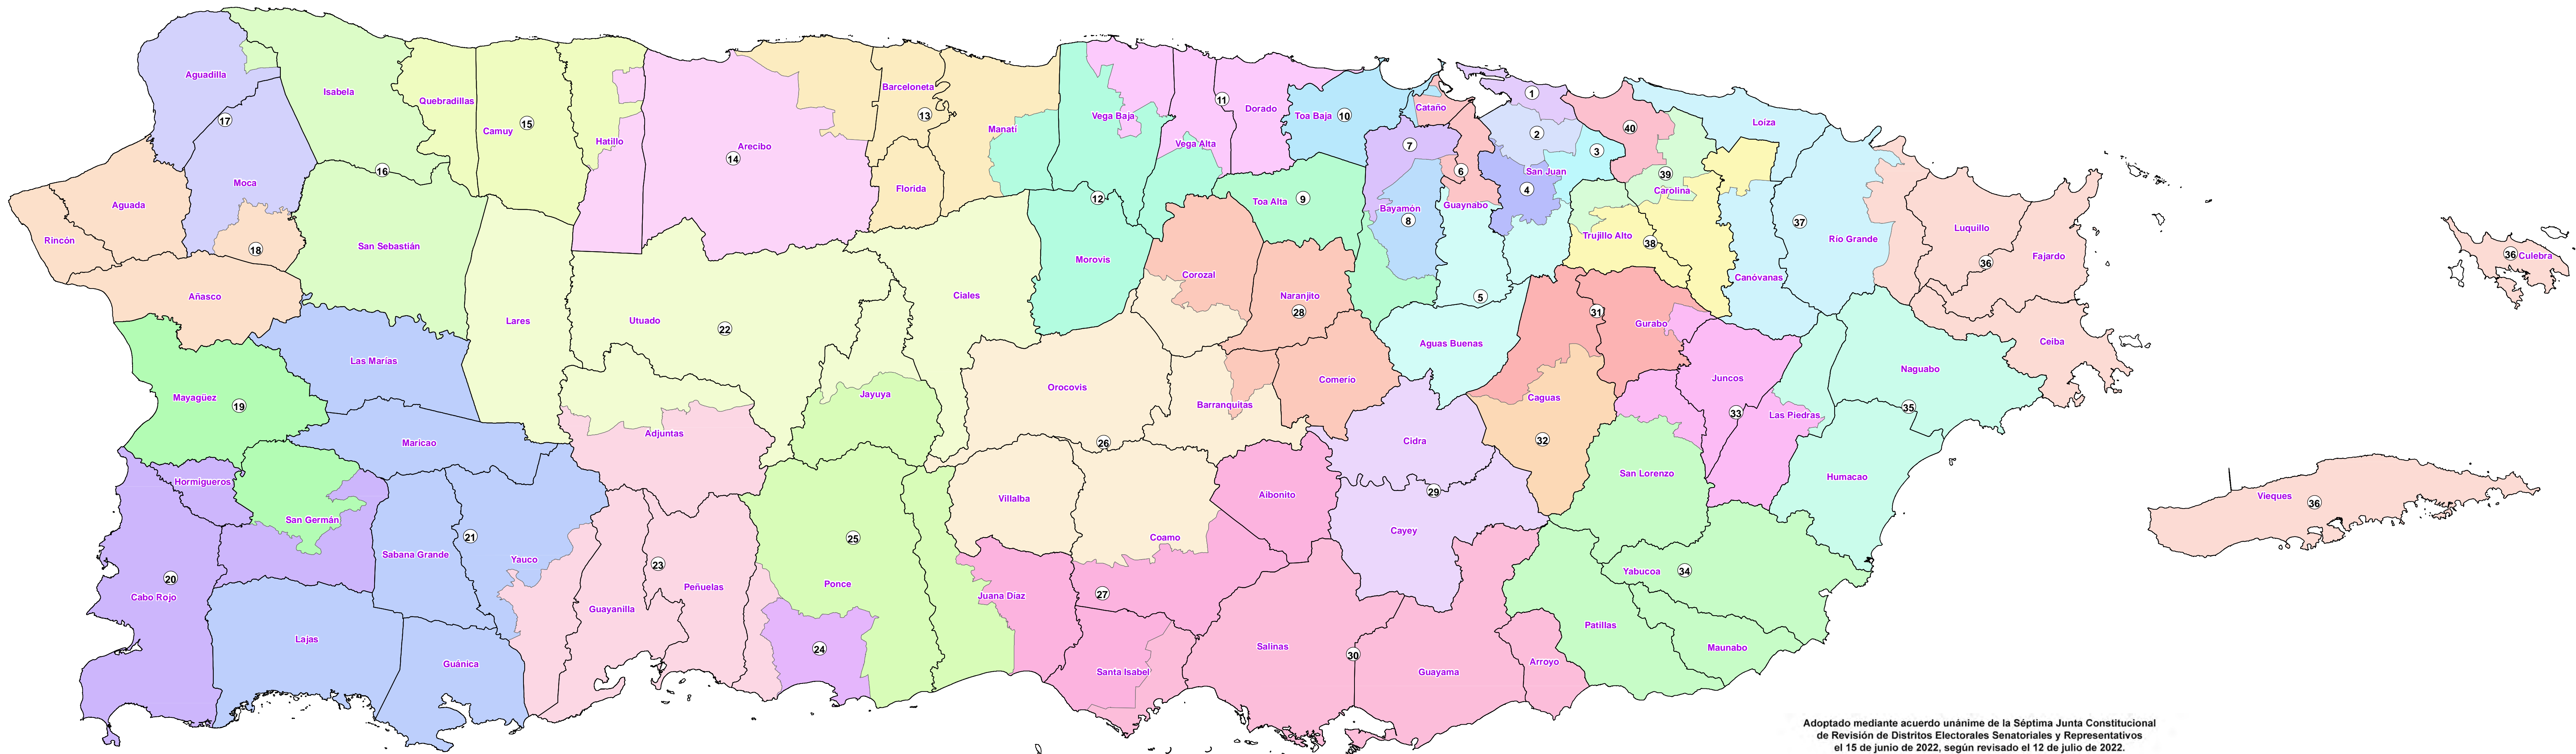 Aguadilla
17
Moca
Isabela
16
Quebradillas
Camuy
15
Hatillo
14
Arecibo
Barceloneta
13
Florida
Manatí
Vega Baja
12
Vega Alta
11
Dorado
Toa Baja
10
Cataño
7
Toa Alta
9
Bayamón
8
6
Guaynabo
5
1
2
3
San Juan
4
40
39
Carolina
Loiza
Trujillo Alto
38
Canóvanas
37
Río Grande
Luquillo
36
Fajardo
36
Culebra
Ceiba
Vieques
36
Rincón
Aguada
18
Añasco
San Sebastián
Lares
Utuado
22
Ciales
Morovis
Corozal
Naranjito
28
Aguas Buenas
31
Gurabo
Juncos
33
Las Piedras
Naguabo
35
Humacao
Mayagüez
19
Las Marías
Maricao
Adjuntas
Jayuya
Orocovis
26
Barranquitas
Comerío
Cidra
29
Cayey
Caguas
32
San Lorenzo
Hormigueros
San Germán
20
Cabo Rojo
Sabana Grande
21
Yauco
Lajas
Guánica
Guayanilla
23
Peñuelas
25
Ponce
24
Villalba
Juana Díaz
Coamo
27
Aibonito
Santa Isabel
Salinas
30
Guayama
Arroyo
Patillas
Yabucoa
34
Maunabo
Adoptado mediante acuerdo unánime de la Séptima Junta Constitucional
de Revisión de Distritos Electorales Senatoriales y Representativos
el 15 de junio de 2022, según revisado el 12 de julio de 2022.